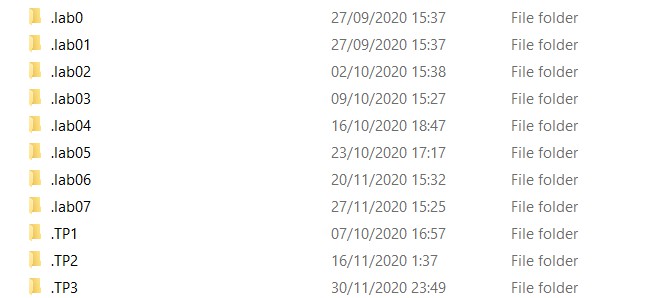 .lab0 27/09/2020 15:37 File folder
.lab01 27/09/2020 15:37 File folder
.lab02 02/10/2020 15:38 File folder
.lab03 09/10/2020 15:27 File folder
.lab04 16/10/2020 18:47 File folder
.lab05 23/10/2020 17:17 File folder
.lab06 20/11/2020 15:32 File folder
.lab07 27/11/2020 15:25 File folder
.TP1 07/10/2020 16:57 File folder
.TP2 16/11/2020 1:37 File folder
.TP3 30/11/2020 23:49 File folder